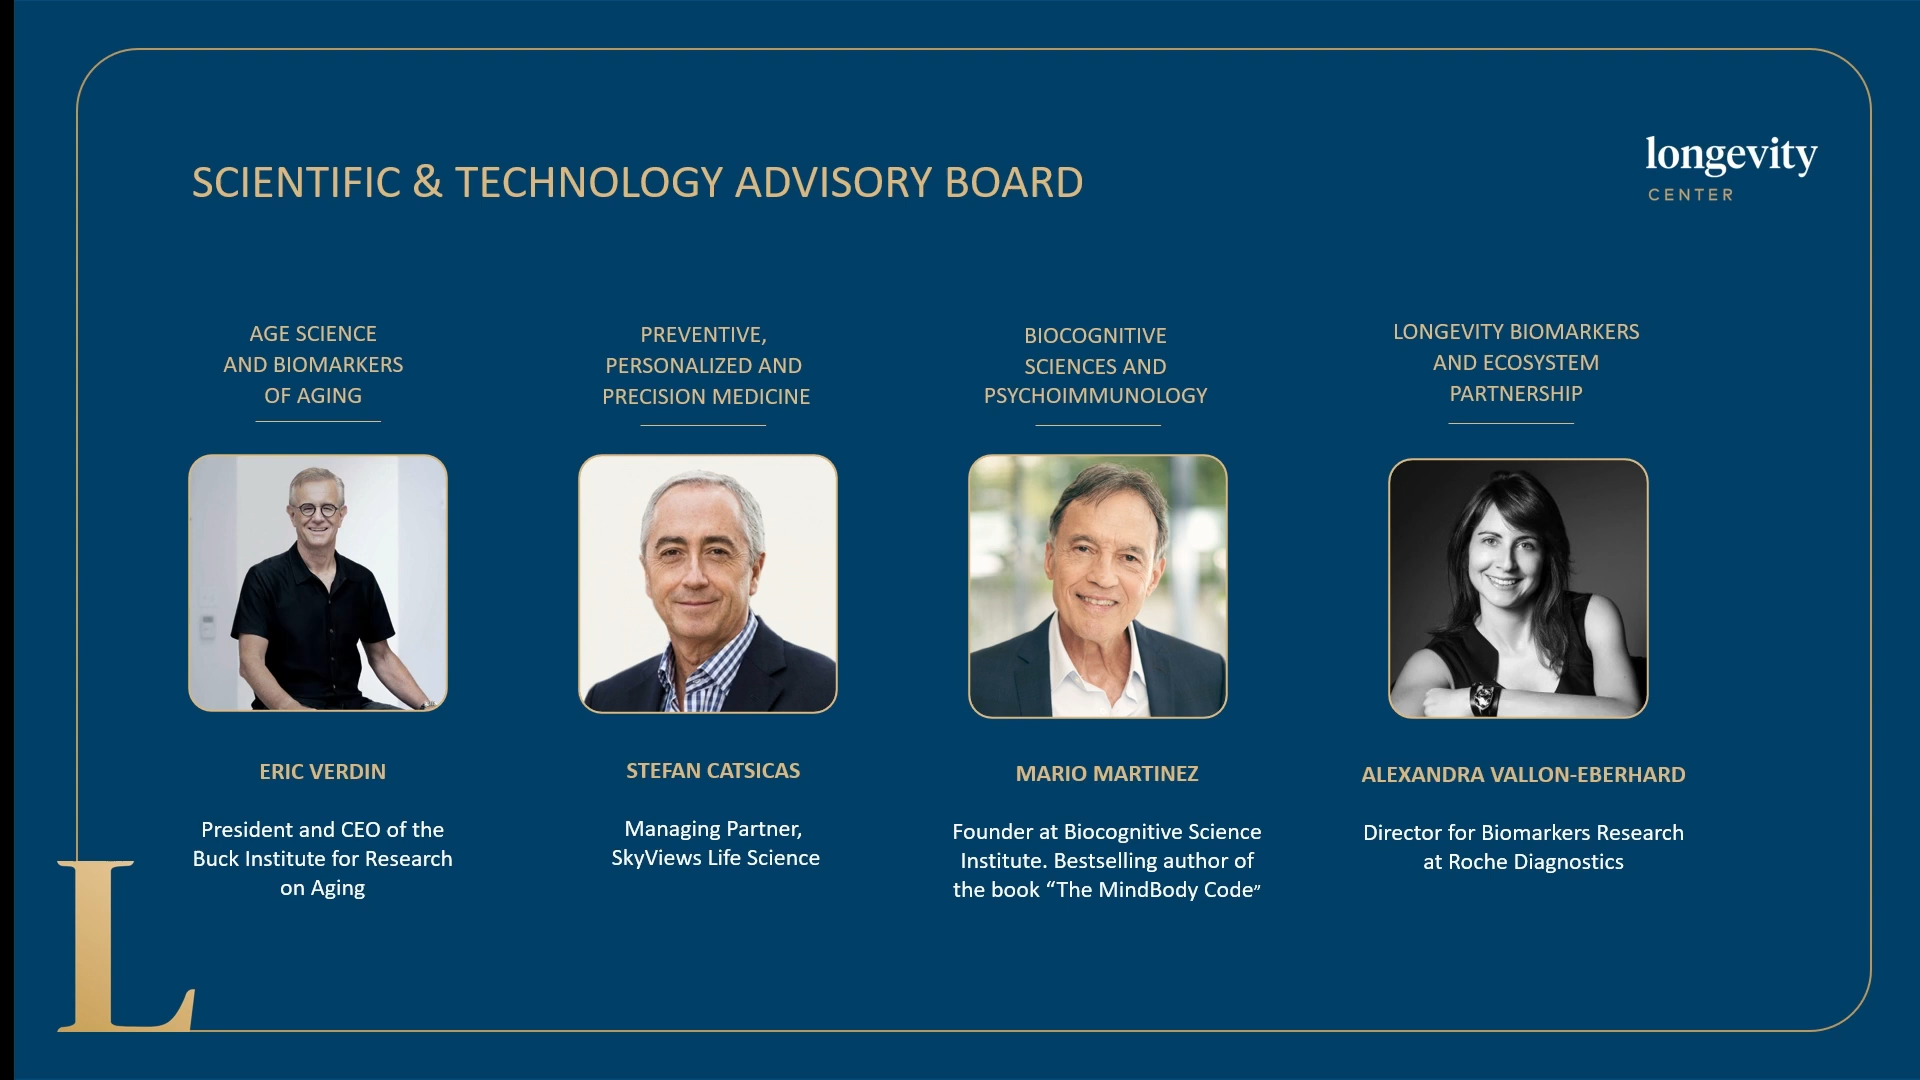 SCIENTIFIC & TECHNOLOGY ADVISORY BOARD
longevity
CENTER
AGE SCIENCE
AND BIOMARKERS
OF AGING
PREVENTIVE,
PERSONALIZED AND
PRECISION MEDICINE
BIOCOGNITIVE
SCIENCES AND
PSYCHOIMMUNOLOGY
LONGEVITY BIOMARKERS
AND ECOSYSTEM
PARTNERSHIP
ERIC VERDIN
President and CEO of the
Buck Institute for Research
on Aging
STEFAN CATSICAS
Managing Partner,
SkyViews Life Science
MARIO MARTINEZ
Founder at Biocognitive Science
Institute. Bestselling author of
the book “The MindBody Code”
ALEXANDRA VALLON-EBERHARD
Director for Biomarkers Research
at Roche Diagnostics
L